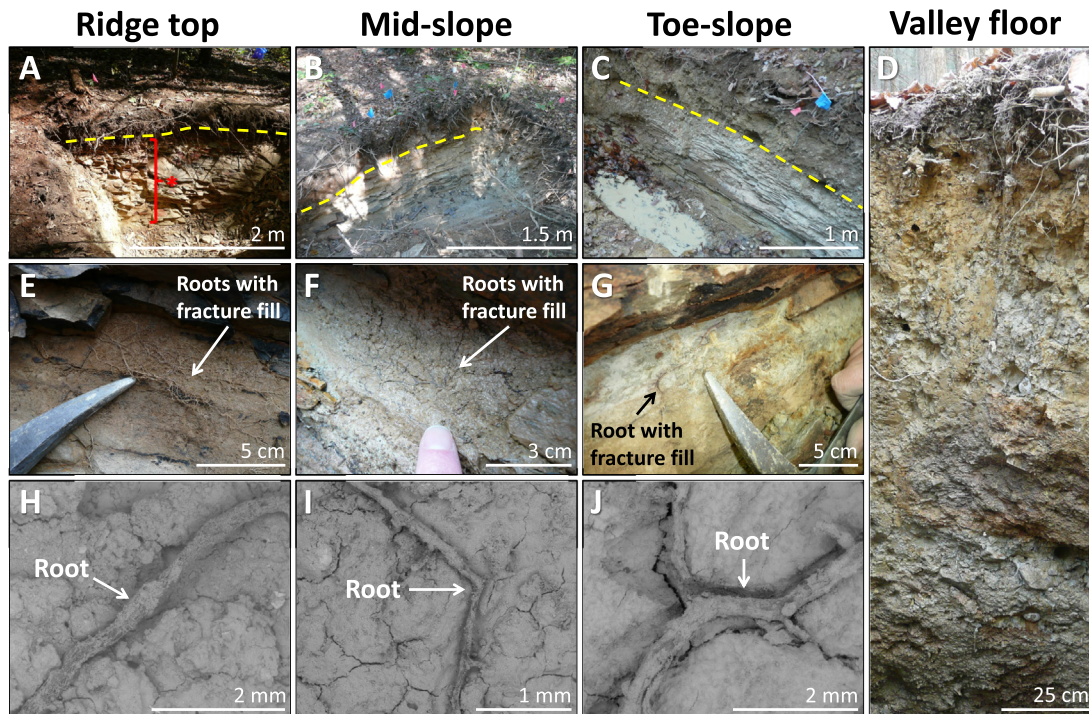 Ridge top
Mid-slope
Toe-slope
Valley floor
A
B
C
D
2 m
1.5 m
1 m
E
F
G
Roots with
fracture fill
Roots with
fracture fill
Root with
fracture fill
5 cm
3 cm
5 cm
H
I
J
Root
Root
Root
2 mm
1 mm
2 mm
25 cm